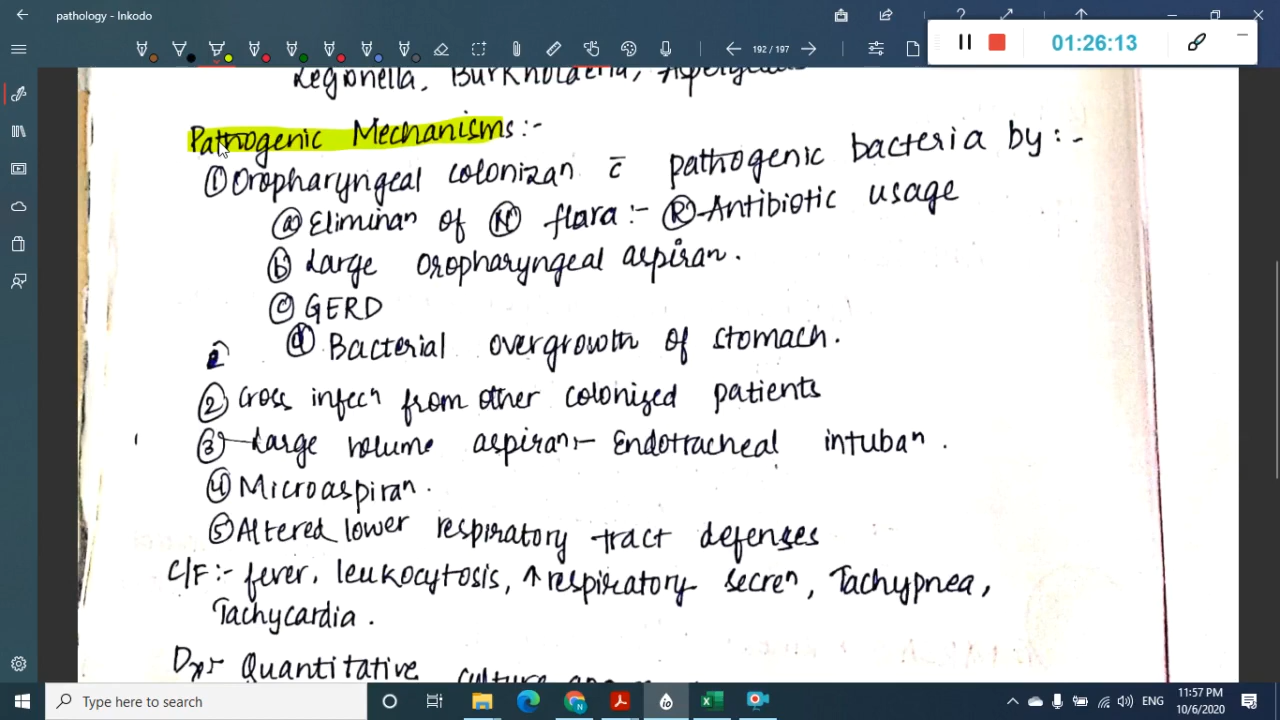 pathology - Inkodo
192 / 197
01:26:13
Legionella, Burkholderia, Aspergillus
Pathogenic Mechanisms:-
① Oropharyngeal colonizaⁿ c̄ pathogenic bacteria by:-
ⓐ Eliminaⁿ of Ⓝ flara:- Ⓡ-Antibiotic usage
ⓑ Large oropharyngeal aspiraⁿ.
ⓒ GERD
ⓓ Bacterial overgrowth of stomach.
② Cross infecⁿ from other colonized patients
③ Large volume aspiraⁿ:- Endotracheal intubaⁿ.
④ Microaspiraⁿ.
⑤ Altered lower respiratory tract defenses
C/F:- fever, leukocytosis, ↑ respiratory secreⁿ, Tachypnea,
Tachycardia.
Dx:- Quantitative culture
Type here to search
ENG
11:57 PM
10/6/2020